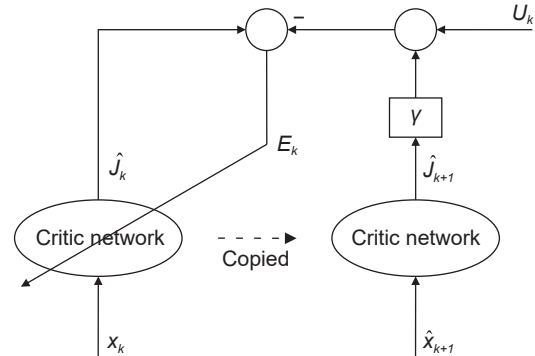 −
U_k
γ
E_k
Ĵ_k
Ĵ_{k+1}
Critic network
Critic network
Copied
x_k
x̂_{k+1}